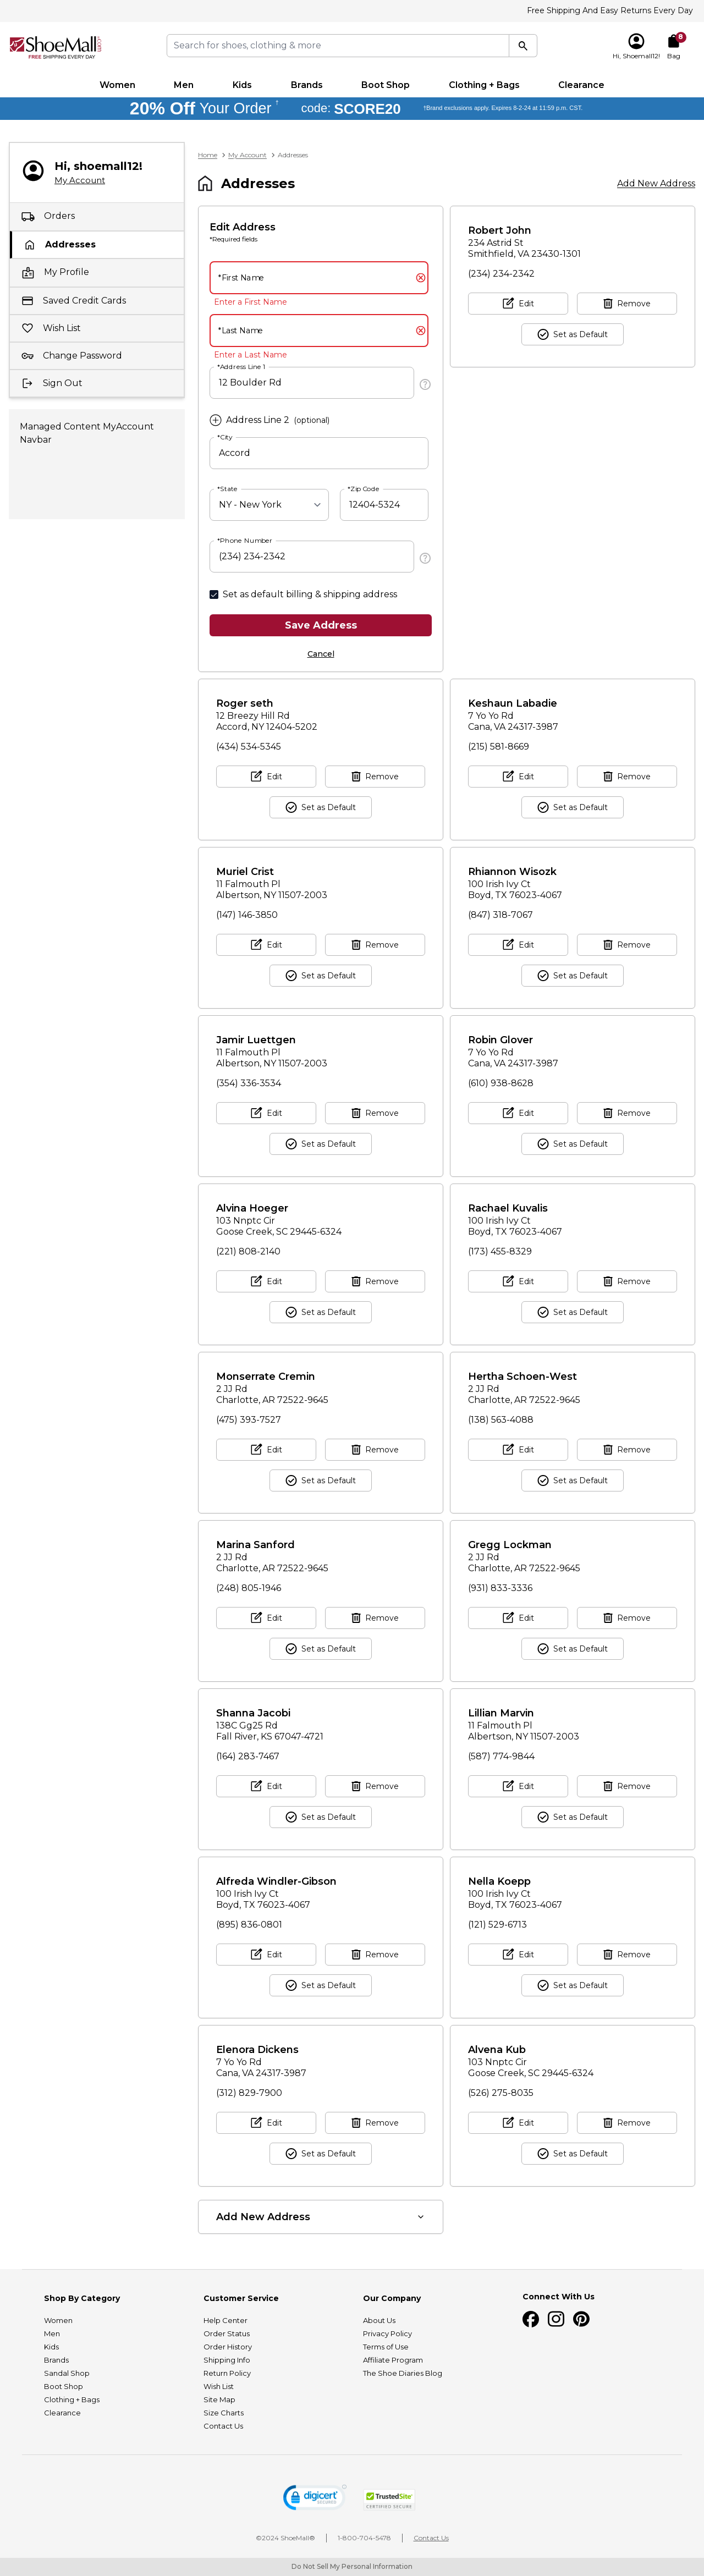 Free Shipping And Easy Returns Every Day
ShoeMall
FREE SHIPPING EVERY DAY
Search for shoes, clothing & more
Hi, Shoemall12!
8
Bag
Women Men Kids Brands Boot Shop Clothing + Bags Clearance
20% Off Your Order † code: SCORE20 †Brand exclusions apply. Expires 8-2-24 at 11:59 p.m. CST.
Hi, shoemall12!
My Account
Orders
Addresses
My Profile
Saved Credit Cards
Wish List
Change Password
Sign Out
Managed Content MyAccount
Navbar
Home > My Account > Addresses
Addresses
Add New Address
Edit Address
*Required fields
*First Name
Enter a First Name
*Last Name
Enter a Last Name
*Address Line 1
12 Boulder Rd
Address Line 2 (optional)
*City
Accord
*State
NY - New York
*Zip Code
12404-5324
*Phone Number
(234) 234-2342
Set as default billing & shipping address
Save Address
Cancel
Robert John
234 Astrid St
Smithfield, VA 23430-1301
(234) 234-2342
Edit Remove
Set as Default
Roger seth
12 Breezy Hill Rd
Accord, NY 12404-5202
(434) 534-5345
Edit Remove
Set as Default
Keshaun Labadie
7 Yo Yo Rd
Cana, VA 24317-3987
(215) 581-8669
Edit Remove
Set as Default
Muriel Crist
11 Falmouth Pl
Albertson, NY 11507-2003
(147) 146-3850
Edit Remove
Set as Default
Rhiannon Wisozk
100 Irish Ivy Ct
Boyd, TX 76023-4067
(847) 318-7067
Edit Remove
Set as Default
Jamir Luettgen
11 Falmouth Pl
Albertson, NY 11507-2003
(354) 336-3534
Edit Remove
Set as Default
Robin Glover
7 Yo Yo Rd
Cana, VA 24317-3987
(610) 938-8628
Edit Remove
Set as Default
Alvina Hoeger
103 Nnptc Cir
Goose Creek, SC 29445-6324
(221) 808-2140
Edit Remove
Set as Default
Rachael Kuvalis
100 Irish Ivy Ct
Boyd, TX 76023-4067
(173) 455-8329
Edit Remove
Set as Default
Monserrate Cremin
2 JJ Rd
Charlotte, AR 72522-9645
(475) 393-7527
Edit Remove
Set as Default
Hertha Schoen-West
2 JJ Rd
Charlotte, AR 72522-9645
(138) 563-4088
Edit Remove
Set as Default
Marina Sanford
2 JJ Rd
Charlotte, AR 72522-9645
(248) 805-1946
Edit Remove
Set as Default
Gregg Lockman
2 JJ Rd
Charlotte, AR 72522-9645
(931) 833-3336
Edit Remove
Set as Default
Shanna Jacobi
138C Gg25 Rd
Fall River, KS 67047-4721
(164) 283-7467
Edit Remove
Set as Default
Lillian Marvin
11 Falmouth Pl
Albertson, NY 11507-2003
(587) 774-9844
Edit Remove
Set as Default
Alfreda Windler-Gibson
100 Irish Ivy Ct
Boyd, TX 76023-4067
(895) 836-0801
Edit Remove
Set as Default
Nella Koepp
100 Irish Ivy Ct
Boyd, TX 76023-4067
(121) 529-6713
Edit Remove
Set as Default
Elenora Dickens
7 Yo Yo Rd
Cana, VA 24317-3987
(312) 829-7900
Edit Remove
Set as Default
Alvena Kub
103 Nnptc Cir
Goose Creek, SC 29445-6324
(526) 275-8035
Edit Remove
Set as Default
Add New Address
Shop By Category
Women
Men
Kids
Brands
Sandal Shop
Boot Shop
Clothing + Bags
Clearance
Customer Service
Help Center
Order Status
Order History
Shipping Info
Return Policy
Wish List
Site Map
Size Charts
Contact Us
Our Company
About Us
Privacy Policy
Terms of Use
Affiliate Program
The Shoe Diaries Blog
Connect With Us
digicert
SECURED
TrustedSite
CERTIFIED SECURE
©2024 ShoeMall® | 1-800-704-5478 | Contact Us
Do Not Sell My Personal Information